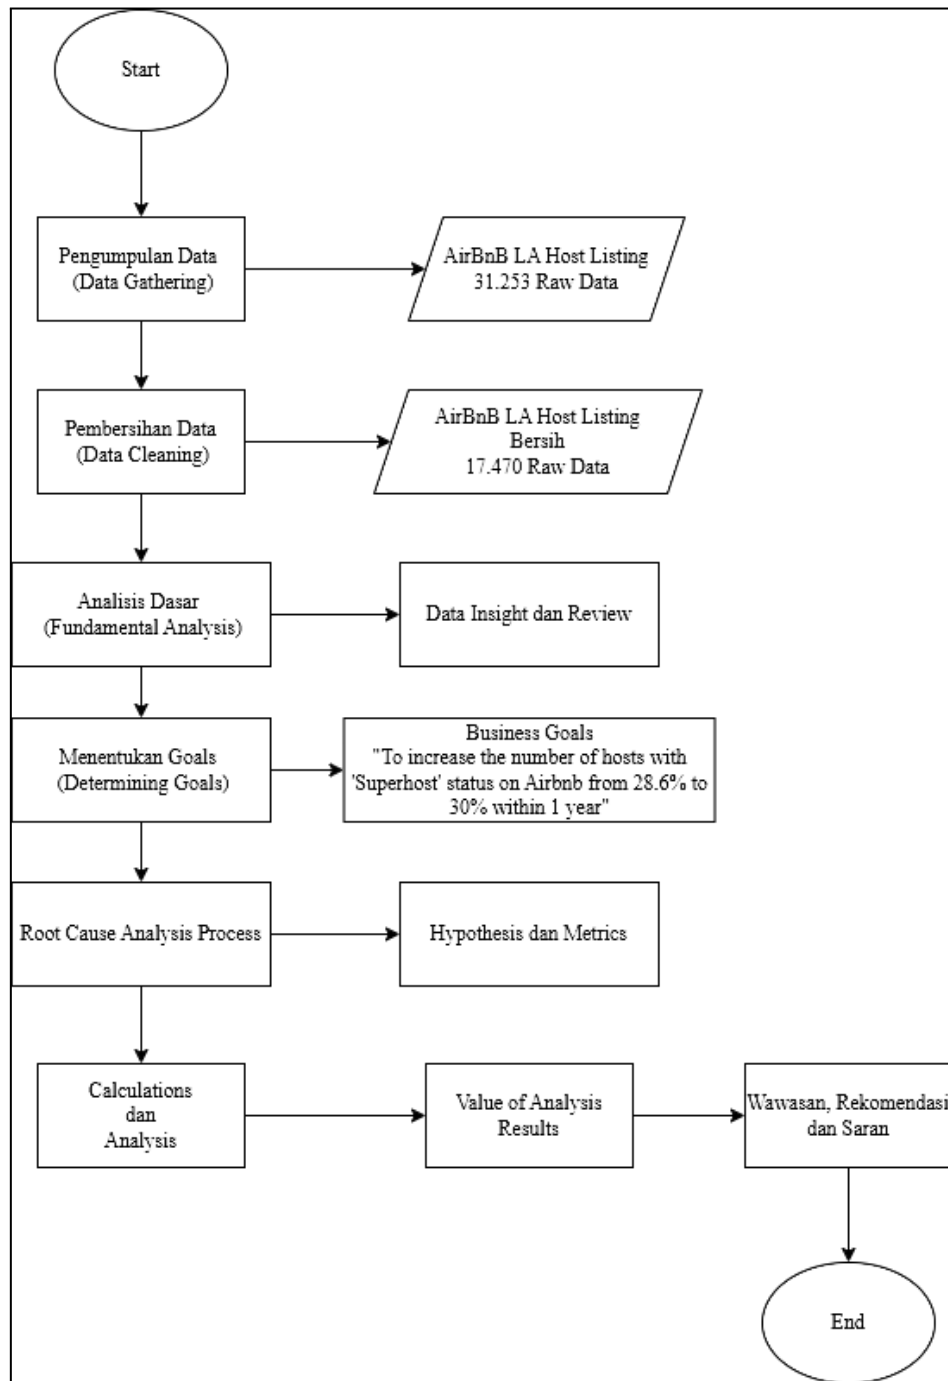 Start
Pengumpulan Data
(Data Gathering)
AirBnB LA Host Listing
31.253 Raw Data
Pembersihan Data
(Data Cleaning)
AirBnB LA Host Listing
Bersih
17.470 Raw Data
Analisis Dasar
(Fundamental Analysis)
Data Insight dan Review
Menentukan Goals
(Determining Goals)
Business Goals
"To increase the number of hosts with
'Superhost' status on Airbnb from 28.6% to
30% within 1 year"
Root Cause Analysis Process
Hypothesis dan Metrics
Calculations
dan
Analysis
Value of Analysis
Results
Wawasan, Rekomendasi
dan Saran
End